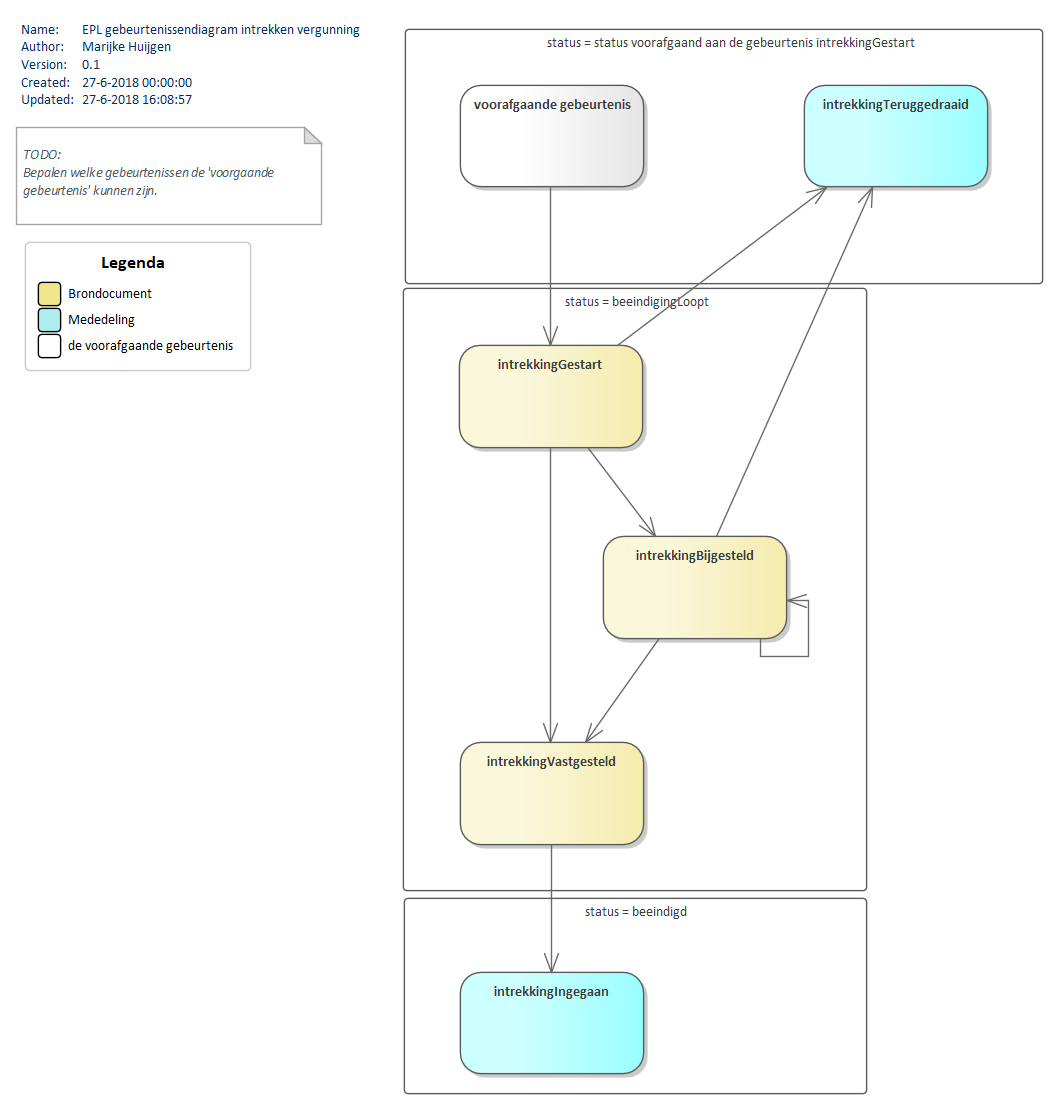 Name: EPL gebeurtenissendiagram intrekken vergunning
Author: Marijke Huijgen
Version: 0.1
Created: 27-6-2018 00:00:00
Updated: 27-6-2018 16:08:57
TODO:
Bepalen welke gebeurtenissen de 'voorgaande
gebeurtenis' kunnen zijn.
Legenda
Brondocument
Mededeling
de voorafgaande gebeurtenis
status = status voorafgaand aan de gebeurtenis intrekkingGestart
voorafgaande gebeurtenis
intrekkingTeruggedraaid
status = beeindigingLoopt
intrekkingGestart
intrekkingBijgesteld
intrekkingVastgesteld
status = beeindigd
intrekkingIngegaan